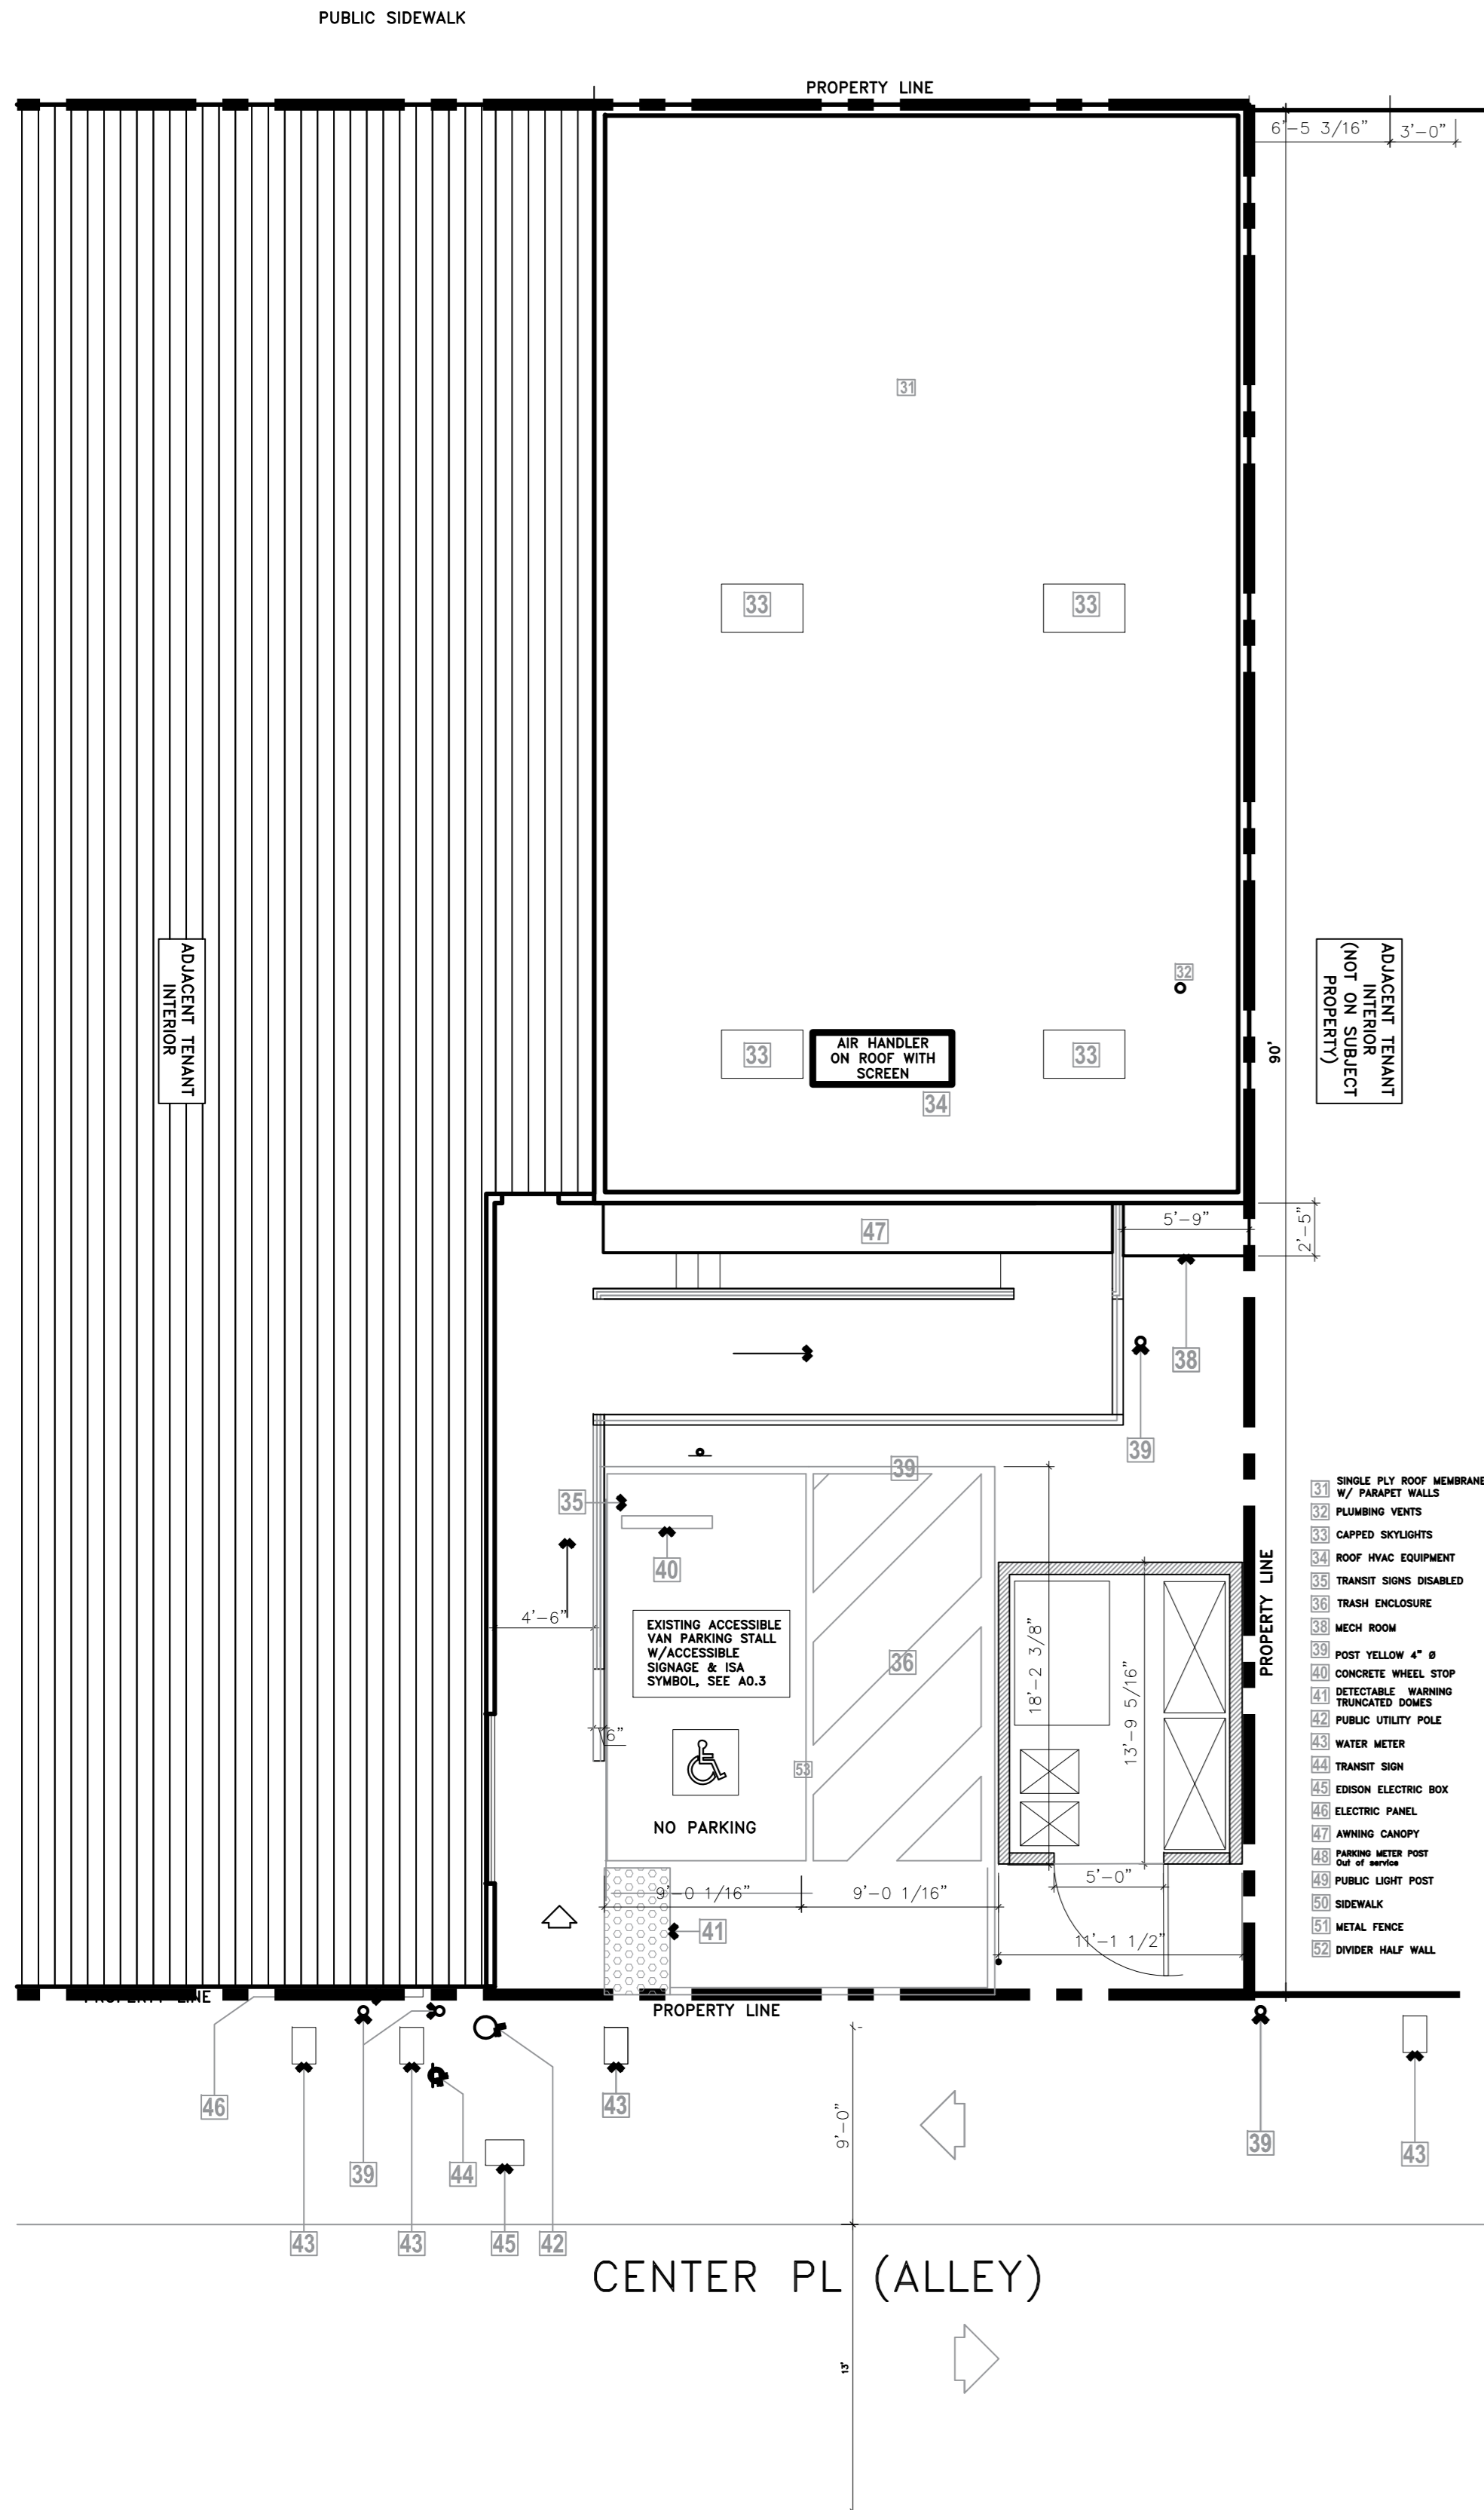 PUBLIC SIDEWALK
PROPERTY LINE
6'-5 3/16"
3'-0"
31
33
33
ADJACENT TENANT
INTERIOR
ADJACENT TENANT
INTERIOR
(NOT ON SUBJECT
PROPERTY)
32
90'
33
AIR HANDLER
ON ROOF WITH
SCREEN
33
34
47
5'-9"
2'-5"
38
39
39
35
40
31 SINGLE PLY ROOF MEMBRANE
W/ PARAPET WALLS
32 PLUMBING VENTS
33 CAPPED SKYLIGHTS
34 ROOF HVAC EQUIPMENT
35 TRANSIT SIGNS DISABLED
36 TRASH ENCLOSURE
38 MECH ROOM
39 POST YELLOW 4" Ø
40 CONCRETE WHEEL STOP
41 DETECTABLE WARNING
TRUNCATED DOMES
42 PUBLIC UTILITY POLE
43 WATER METER
44 TRANSIT SIGN
45 EDISON ELECTRIC BOX
46 ELECTRIC PANEL
47 AWNING CANOPY
48 PARKING METER POST
Out of service
49 PUBLIC LIGHT POST
50 SIDEWALK
51 METAL FENCE
52 DIVIDER HALF WALL
PROPERTY LINE
4'-6"
EXISTING ACCESSIBLE
VAN PARKING STALL
W/ACCESSIBLE
SIGNAGE & ISA
SYMBOL, SEE A0.3
36
18'-2 3/8"
13'-9 5/16"
6"
53
NO PARKING
5'-0"
9'-0 1/16"
9'-0 1/16"
41
11'-1 1/2"
PROPERTY LINE
PROPERTY LINE
46
43
9'-0"
39
44
39
43
43
43
45
42
CENTER PL (ALLEY)
13'